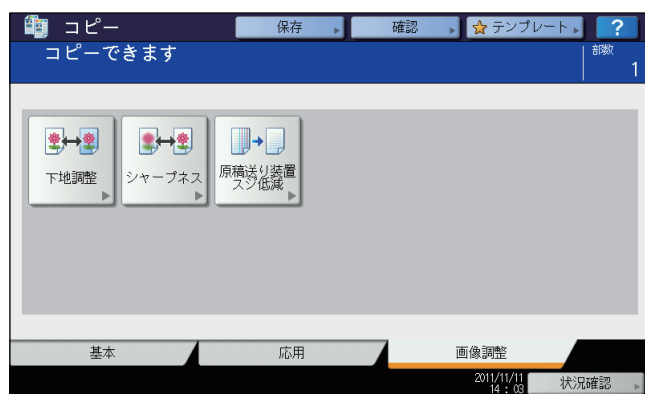 コピー
保存
確認
テンプレート
?
コピーできます
部数
1
下地調整
シャープネス
原稿送り装置
スジ低減
基本
応用
画像調整
2011/11/11
14 : 03
状況確認